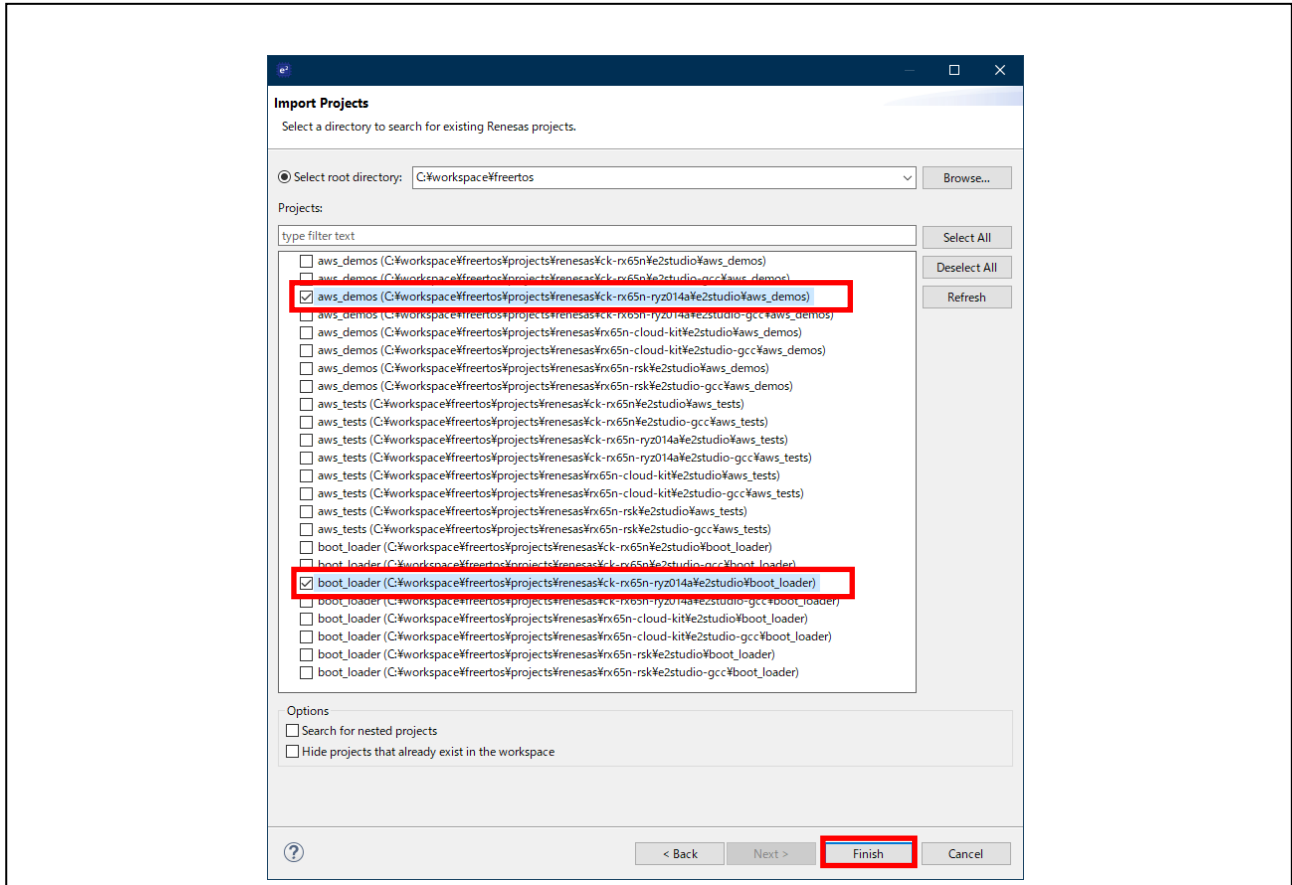 e²
Import Projects
Select a directory to search for existing Renesas projects.
Select root directory: C:¥workspace¥freertos Browse...
Projects:
type filter text Select All
aws_demos (C:¥workspace¥freertos¥projects¥renesas¥ck-rx65n¥e2studio¥aws_demos) Deselect All
aws_demos (C:¥workspace¥freertos¥projects¥renesas¥ck-rx65n¥e2studio-gcc¥aws_demos)
aws_demos (C:¥workspace¥freertos¥projects¥renesas¥ck-rx65n-ryz014a¥e2studio¥aws_demos) Refresh
aws_demos (C:¥workspace¥freertos¥projects¥renesas¥ck-rx65n-ryz014a¥e2studio-gcc¥aws_demos)
aws_demos (C:¥workspace¥freertos¥projects¥renesas¥rx65n-cloud-kit¥e2studio¥aws_demos)
aws_demos (C:¥workspace¥freertos¥projects¥renesas¥rx65n-cloud-kit¥e2studio-gcc¥aws_demos)
aws_demos (C:¥workspace¥freertos¥projects¥renesas¥rx65n-rsk¥e2studio¥aws_demos)
aws_demos (C:¥workspace¥freertos¥projects¥renesas¥rx65n-rsk¥e2studio-gcc¥aws_demos)
aws_tests (C:¥workspace¥freertos¥projects¥renesas¥ck-rx65n¥e2studio¥aws_tests)
aws_tests (C:¥workspace¥freertos¥projects¥renesas¥ck-rx65n¥e2studio-gcc¥aws_tests)
aws_tests (C:¥workspace¥freertos¥projects¥renesas¥ck-rx65n-ryz014a¥e2studio¥aws_tests)
aws_tests (C:¥workspace¥freertos¥projects¥renesas¥ck-rx65n-ryz014a¥e2studio-gcc¥aws_tests)
aws_tests (C:¥workspace¥freertos¥projects¥renesas¥rx65n-cloud-kit¥e2studio¥aws_tests)
aws_tests (C:¥workspace¥freertos¥projects¥renesas¥rx65n-cloud-kit¥e2studio-gcc¥aws_tests)
aws_tests (C:¥workspace¥freertos¥projects¥renesas¥rx65n-rsk¥e2studio¥aws_tests)
aws_tests (C:¥workspace¥freertos¥projects¥renesas¥rx65n-rsk¥e2studio-gcc¥aws_tests)
boot_loader (C:¥workspace¥freertos¥projects¥renesas¥ck-rx65n¥e2studio¥boot_loader)
boot_loader (C:¥workspace¥freertos¥projects¥renesas¥ck-rx65n¥e2studio-gcc¥boot_loader)
boot_loader (C:¥workspace¥freertos¥projects¥renesas¥ck-rx65n-ryz014a¥e2studio¥boot_loader)
boot_loader (C:¥workspace¥freertos¥projects¥renesas¥ck-rx65n-ryz014a¥e2studio-gcc¥boot_loader)
boot_loader (C:¥workspace¥freertos¥projects¥renesas¥rx65n-cloud-kit¥e2studio¥boot_loader)
boot_loader (C:¥workspace¥freertos¥projects¥renesas¥rx65n-cloud-kit¥e2studio-gcc¥boot_loader)
boot_loader (C:¥workspace¥freertos¥projects¥renesas¥rx65n-rsk¥e2studio¥boot_loader)
boot_loader (C:¥workspace¥freertos¥projects¥renesas¥rx65n-rsk¥e2studio-gcc¥boot_loader)
Options
Search for nested projects
Hide projects that already exist in the workspace
? < Back Next > Finish Cancel